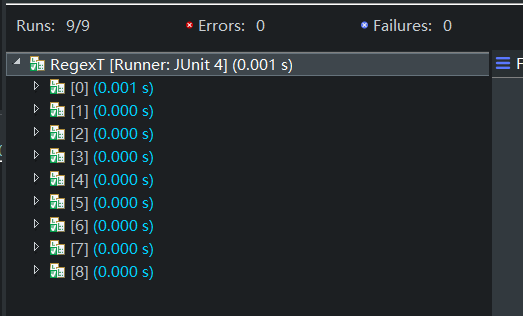 Runs: 9/9 Errors: 0 Failures: 0
RegexT [Runner: JUnit 4] (0.001 s)
[0] (0.001 s)
[1] (0.000 s)
[2] (0.000 s)
[3] (0.000 s)
[4] (0.000 s)
[5] (0.000 s)
[6] (0.000 s)
[7] (0.000 s)
[8] (0.000 s)